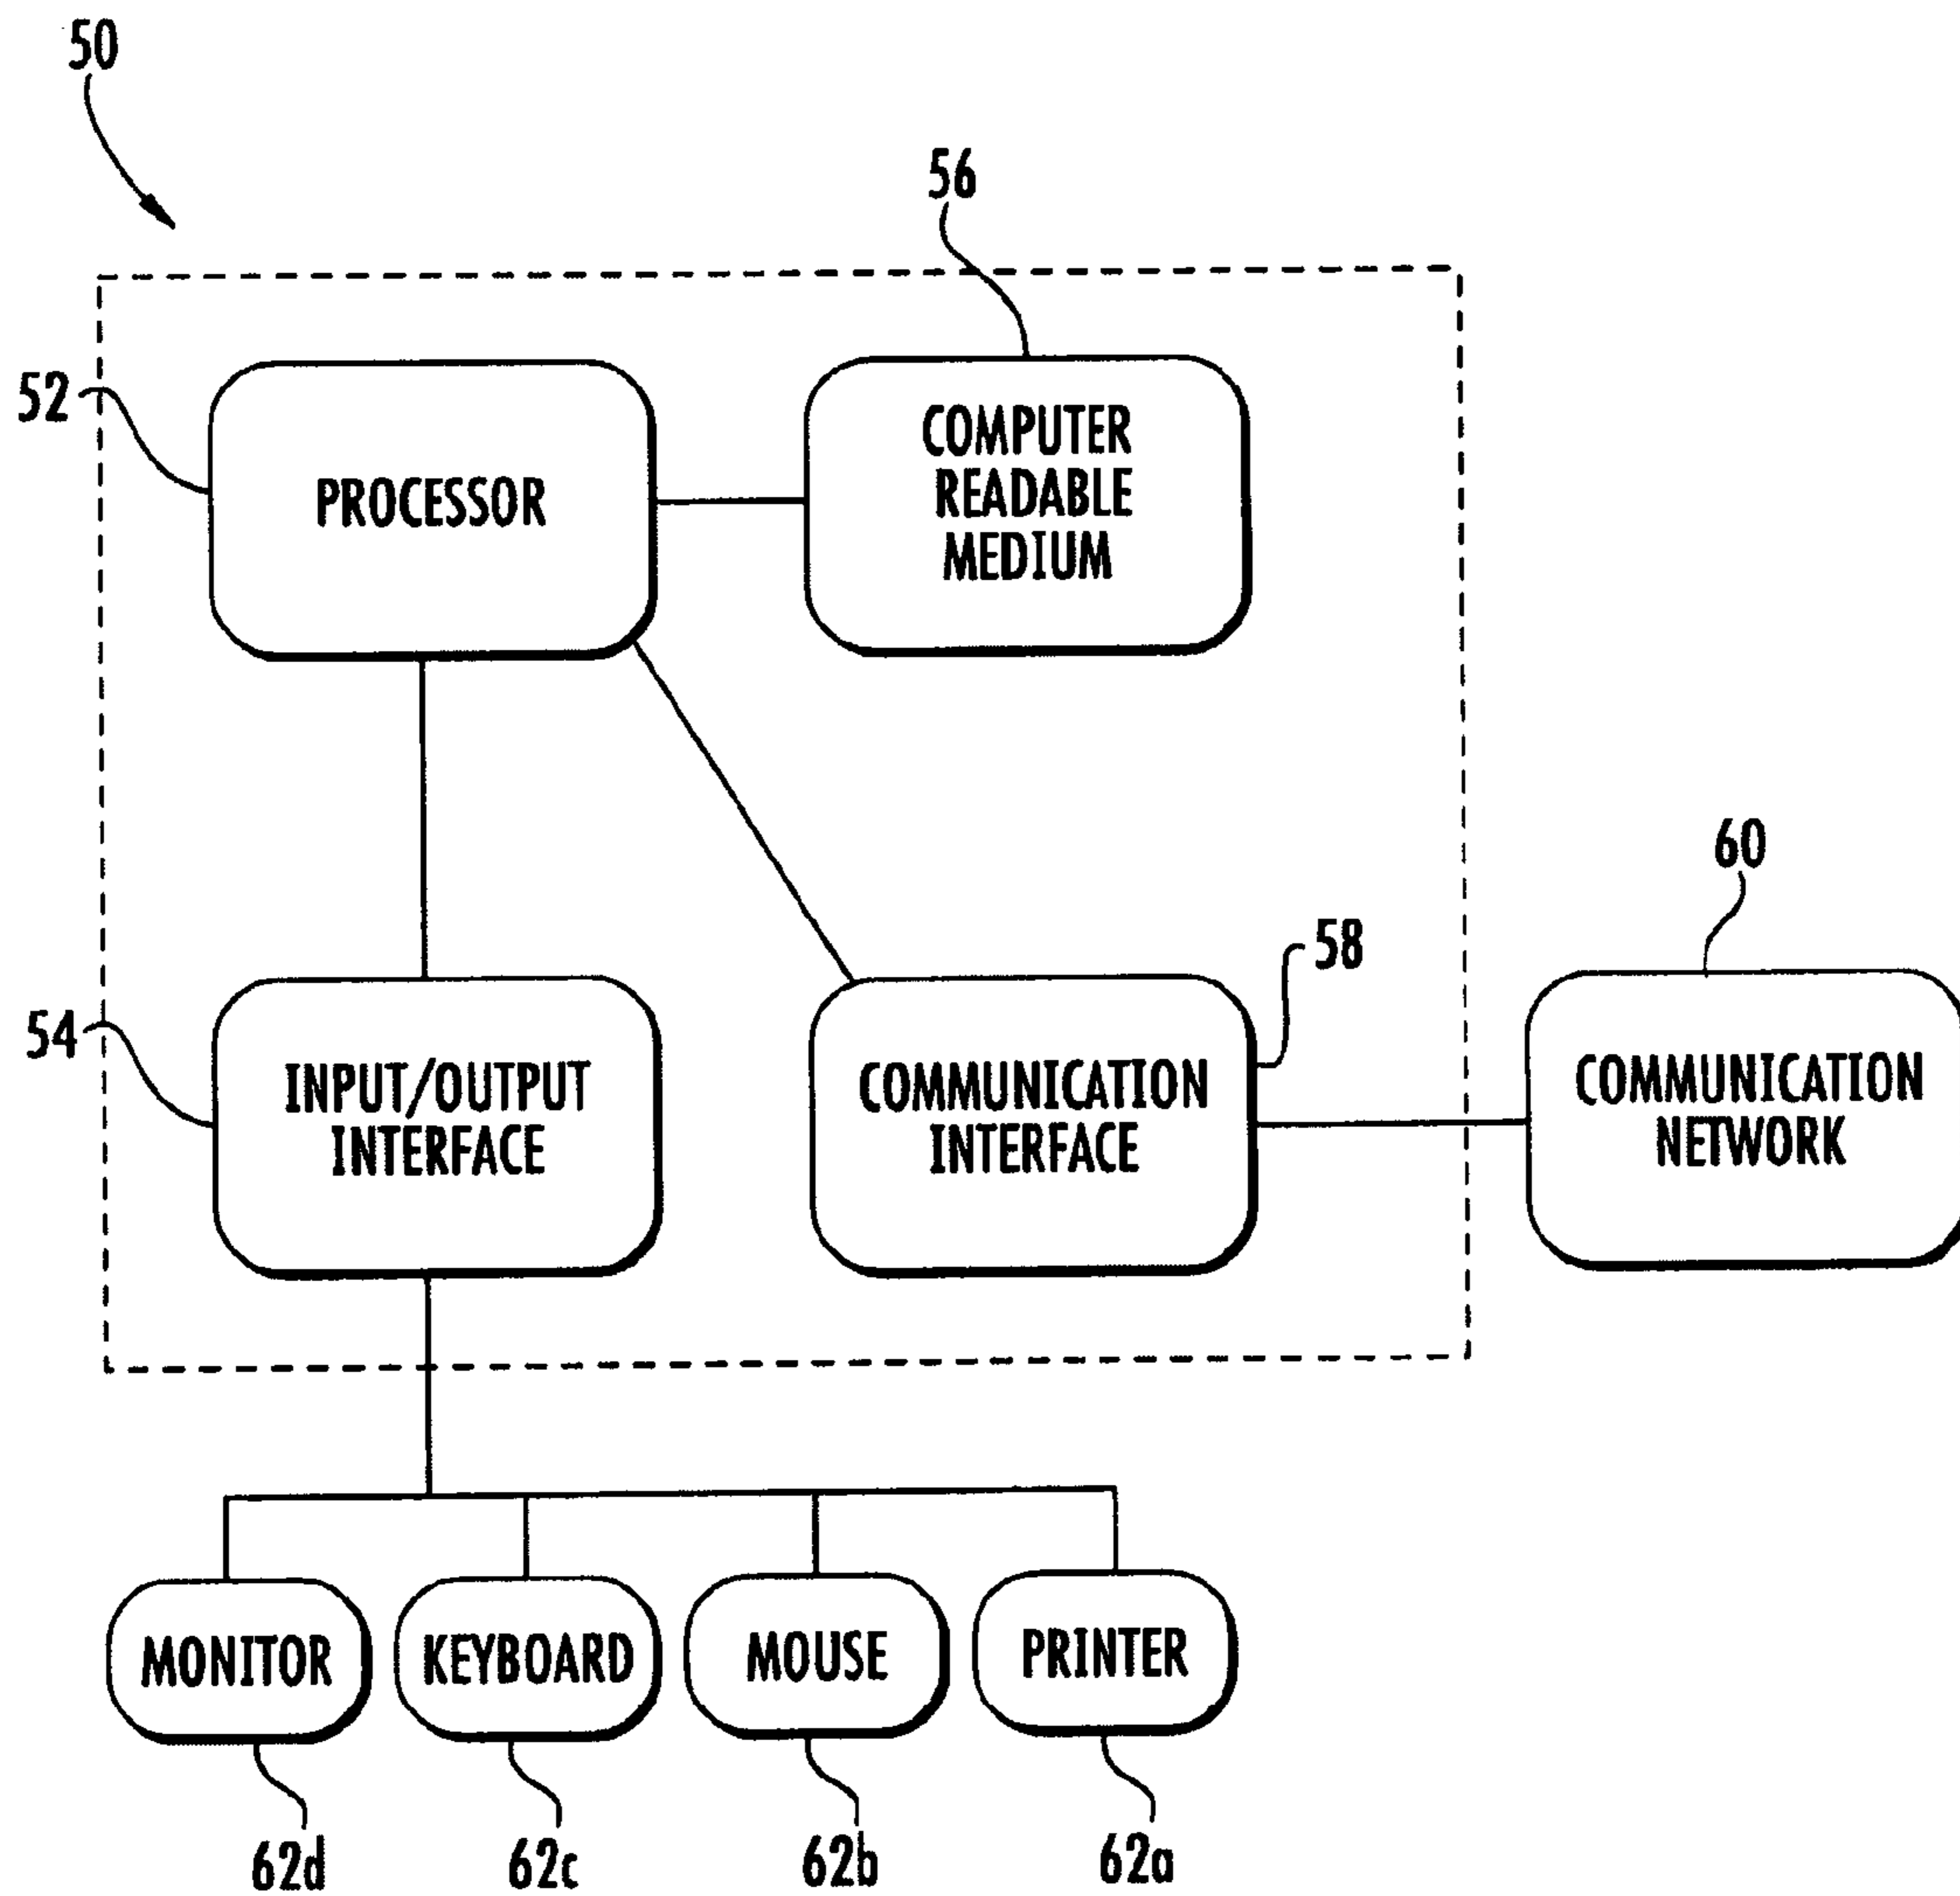 50
56
52
PROCESSOR
COMPUTER
READABLE
MEDIUM
60
58
54
INPUT/OUTPUT
INTERFACE
COMMUNICATION
INTERFACE
COMMUNICATION
NETWORK
MONITOR
KEYBOARD
MOUSE
PRINTER
62d
62c
62b
62a